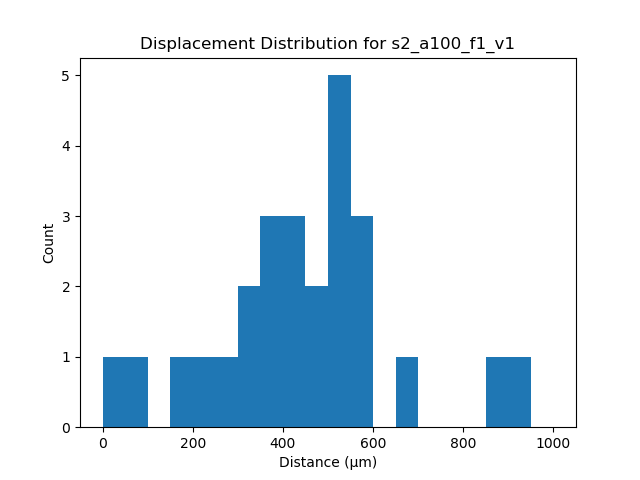 Displacement Distribution for s2_a100_f1_v1
5
4
3
2
1
0
Count
0 200 400 600 800 1000
Distance (μm)